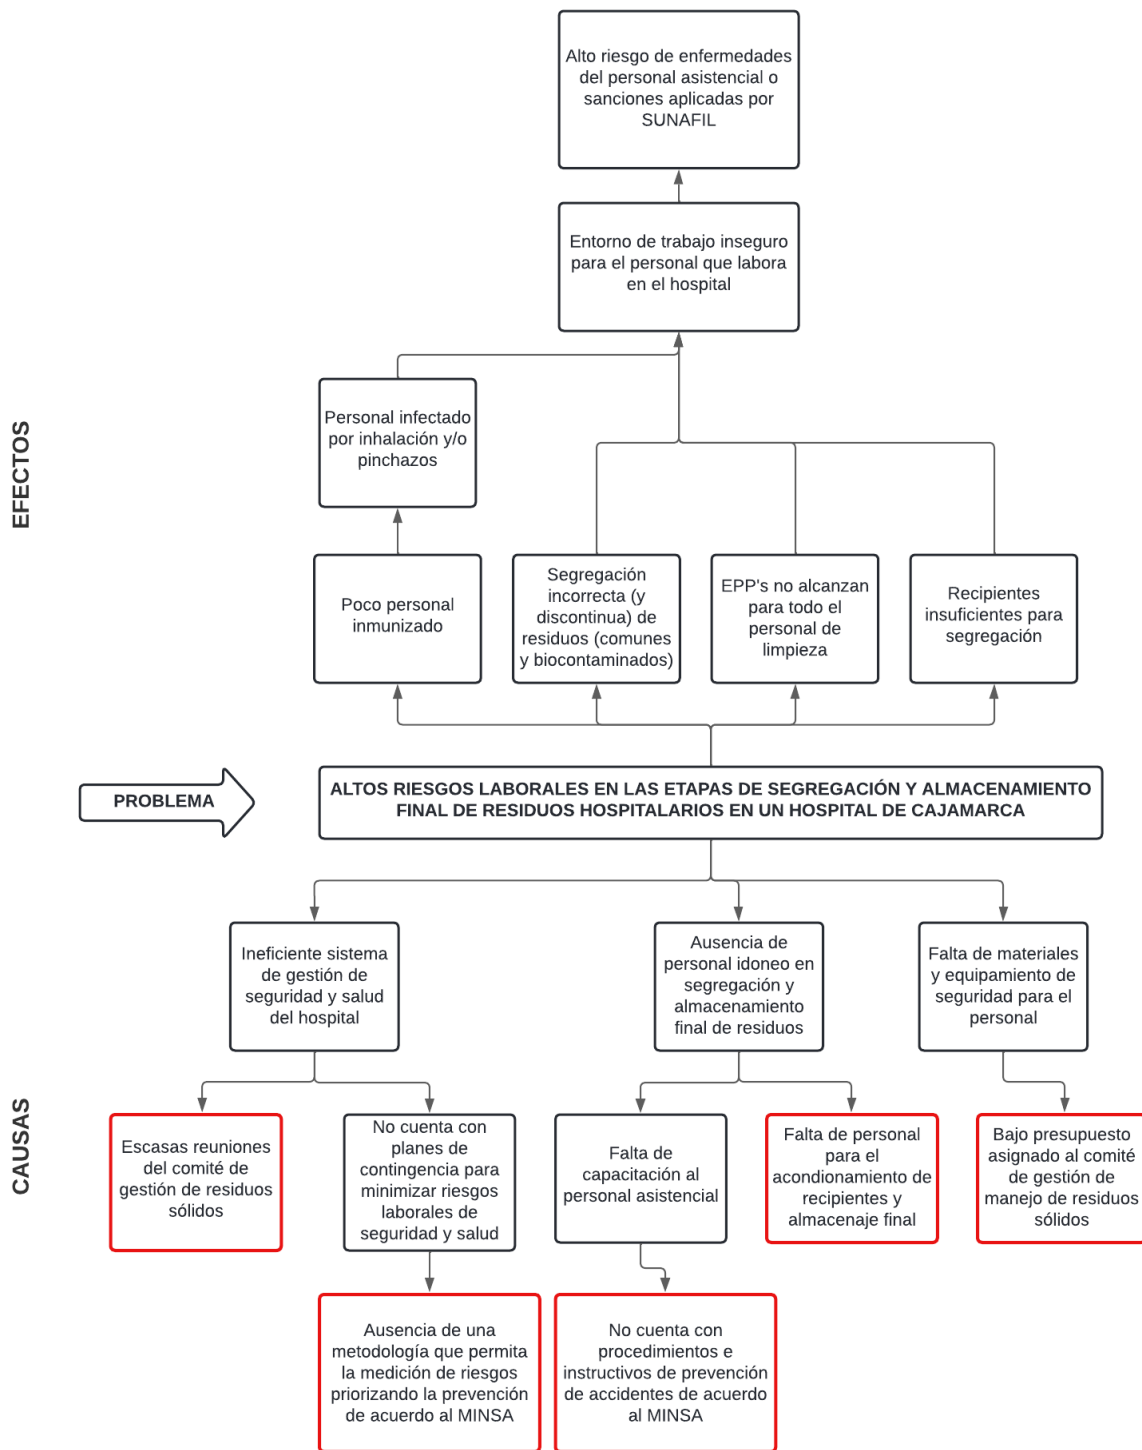 Alto riesgo de enfermedades
del personal asistencial o
sanciones aplicadas por
SUNAFIL
Entorno de trabajo inseguro
para el personal que labora
en el hospital
EFECTOS
Personal infectado
por inhalación y/o
pinchazos
Poco personal
inmunizado
Segregación
incorrecta (y
discontinua) de
residuos (comunes
y biocontaminados)
EPP's no alcanzan
para todo el
personal de
limpieza
Recipientes
insuficientes para
segregación
PROBLEMA
ALTOS RIESGOS LABORALES EN LAS ETAPAS DE SEGREGACIÓN Y ALMACENAMIENTO
FINAL DE RESIDUOS HOSPITALARIOS EN UN HOSPITAL DE CAJAMARCA
CAUSAS
Ineficiente sistema
de gestión de
seguridad y salud
del hospital
Ausencia de
personal idoneo en
segregación y
almacenamiento
final de residuos
Falta de materiales
y equipamiento de
seguridad para el
personal
Escasas reuniones
del comité de
gestión de residuos
sólidos
No cuenta con
planes de
contingencia para
minimizar riesgos
laborales de
seguridad y salud
Falta de
capacitación al
personal asistencial
Falta de personal
para el
acondionamiento de
recipientes y
almacenaje final
Bajo presupuesto
asignado al comité
de gestión de
manejo de residuos
sólidos
Ausencia de una
metodología que permita
la medición de riesgos
priorizando la prevención
de acuerdo al MINSA
No cuenta con
procedimientos e
instructivos de prevención
de accidentes de acuerdo
al MINSA